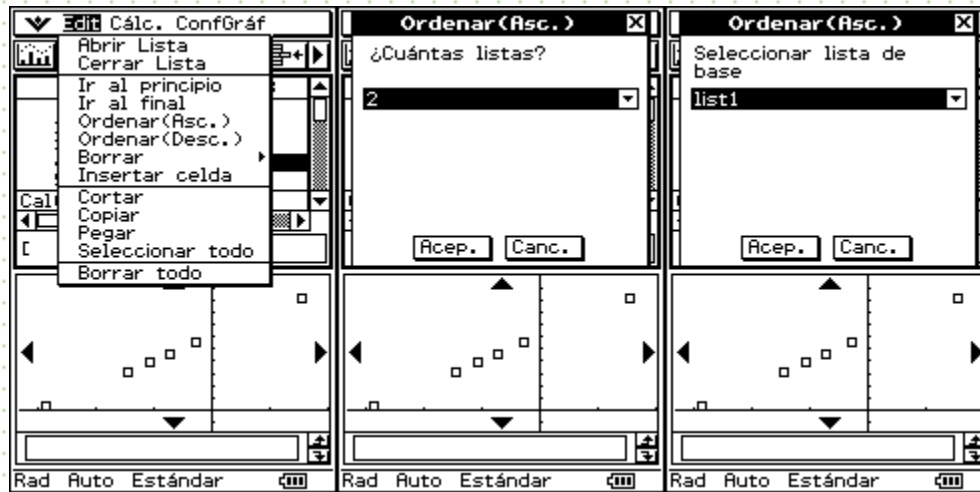 Edit Cálc. ConfGráf
Abrir Lista
Cerrar Lista
Ir al principio
Ir al final
Ordenar(Asc.)
Ordenar(Desc.)
Borrar
Insertar celda
Cortar
Copiar
Pegar
Seleccionar todo
Borrar todo
Cal
[
Rad Auto Estándar
Ordenar(Asc.)
¿Cuántas listas?
2
Acep. Canc.
Rad Auto Estándar
Ordenar(Asc.)
Seleccionar lista de
base
list1
Acep. Canc.
Rad Auto Estándar